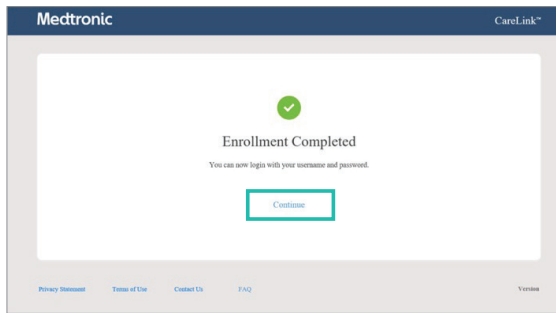 Medtronic CareLink™
Enrollment Completed
You can now login with your username and password.
Continue
Privacy Statement Terms of Use Contact Us FAQ Version